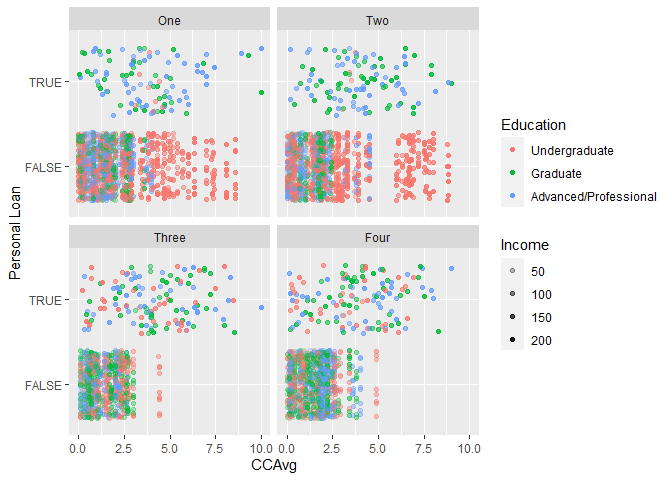 One
Two
TRUE
FALSE
Three
Four
TRUE
FALSE
0.0 2.5 5.0 7.5 10.0 0.0 2.5 5.0 7.5 10.0
CCAvg
Personal Loan
Education
Undergraduate
Graduate
Advanced/Professional
Income
50
100
150
200